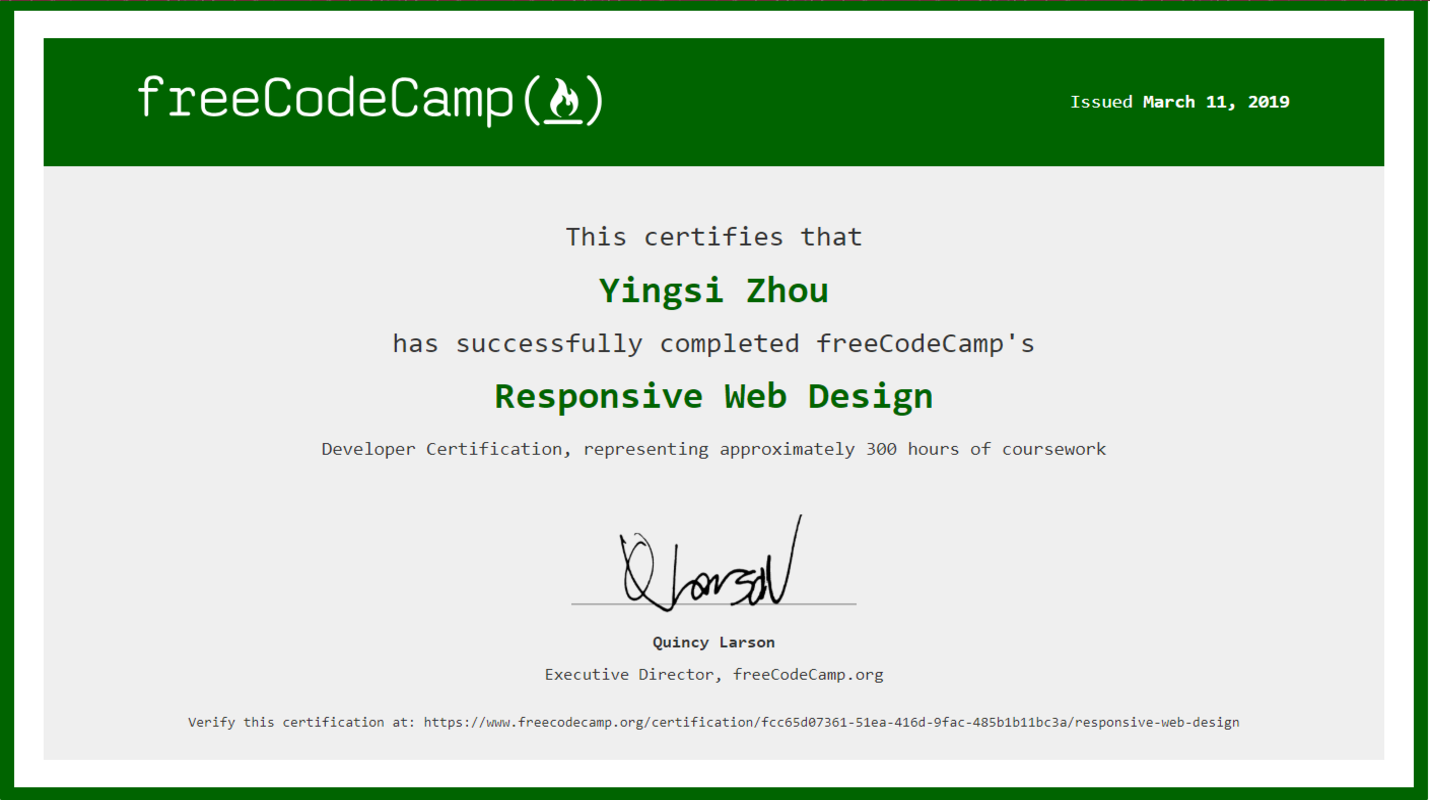 freeCodeCamp
Issued March 11, 2019
This certifies that
Yingsi Zhou
has successfully completed freeCodeCamp's
Responsive Web Design
Developer Certification, representing approximately 300 hours of coursework
Q Larson
Quincy Larson
Executive Director, freeCodeCamp.org
Verify this certification at: https://www.freecodecamp.org/certification/fcc65d07361-51ea-416d-9fac-485b1b11bc3a/responsive-web-design